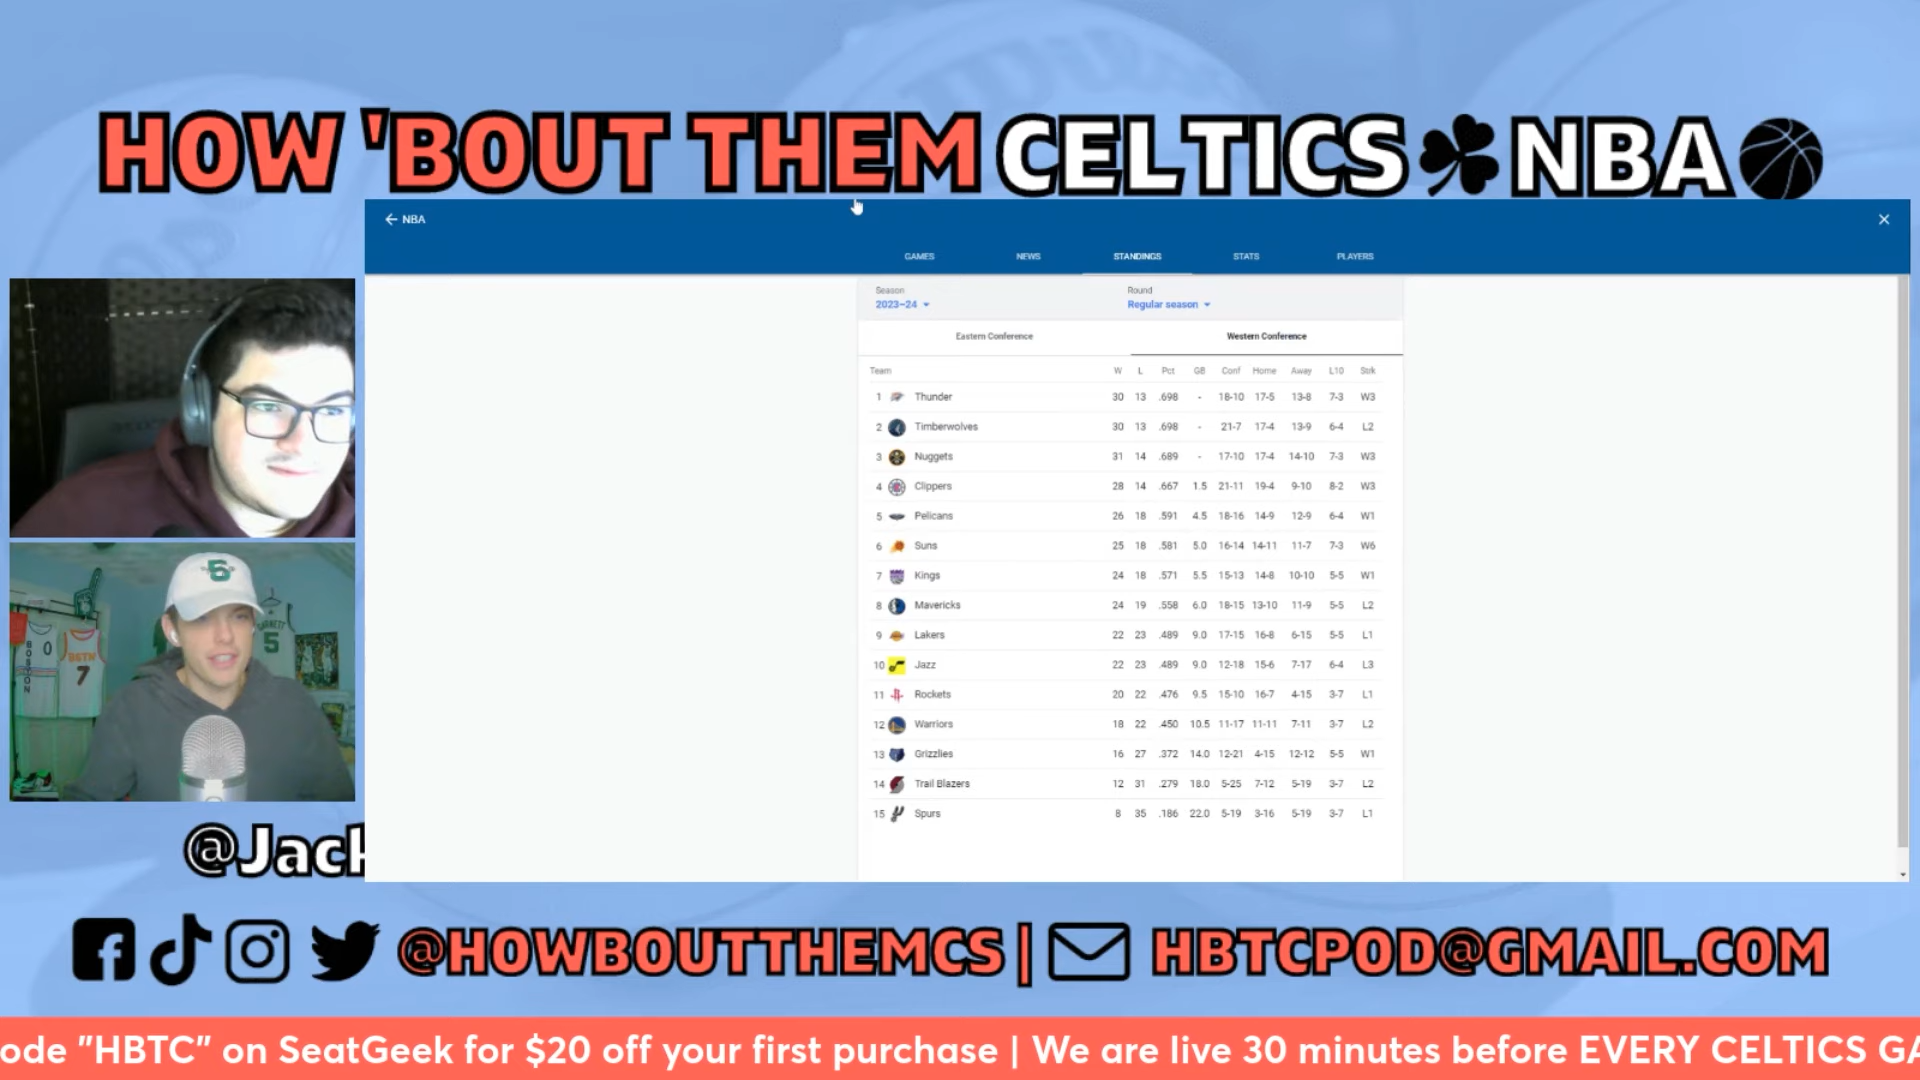 HOW 'BOUT THEM CELTICS NBA
NBA
GAMES NEWS STANDINGS STATS PLAYERS
Season Round
2023–24 Regular season
Eastern Conference Western Conference
Team W L Pct GB Conf Home Away L10 Strk
1 Thunder 30 13 .698 - 18-10 17-5 13-8 7-3 W3
2 Timberwolves 30 13 .698 - 21-7 17-4 13-9 6-4 L2
3 Nuggets 31 14 .689 - 17-10 17-4 14-10 7-3 W3
4 Clippers 28 14 .667 1.5 21-11 19-4 9-10 8-2 W3
5 Pelicans 26 18 .591 4.5 18-16 14-9 12-9 6-4 W1
6 Suns 25 18 .581 5.0 16-14 14-11 11-7 7-3 W6
7 Kings 24 18 .571 5.5 15-13 14-8 10-10 5-5 W1
8 Mavericks 24 19 .558 6.0 18-15 13-10 11-9 5-5 L2
9 Lakers 22 23 .489 9.0 17-15 16-8 6-15 5-5 L1
10 Jazz 22 23 .489 9.0 12-18 15-6 7-17 6-4 L3
11 Rockets 20 22 .476 9.5 15-10 16-7 4-15 3-7 L1
12 Warriors 18 22 .450 10.5 11-17 11-11 7-11 3-7 L2
13 Grizzlies 16 27 .372 14.0 12-21 4-15 12-12 5-5 W1
14 Trail Blazers 12 31 .279 18.0 5-25 7-12 5-19 3-7 L2
15 Spurs 8 35 .186 22.0 5-19 3-16 5-19 3-7 L1
BOSTON 0
BSTN 7
5
@Jack
@HOWBOUTTHEMCS | HBTCPOD@GMAIL.COM
ode "HBTC" on SeatGeek for $20 off your first purchase | We are live 30 minutes before EVERY CELTICS GA